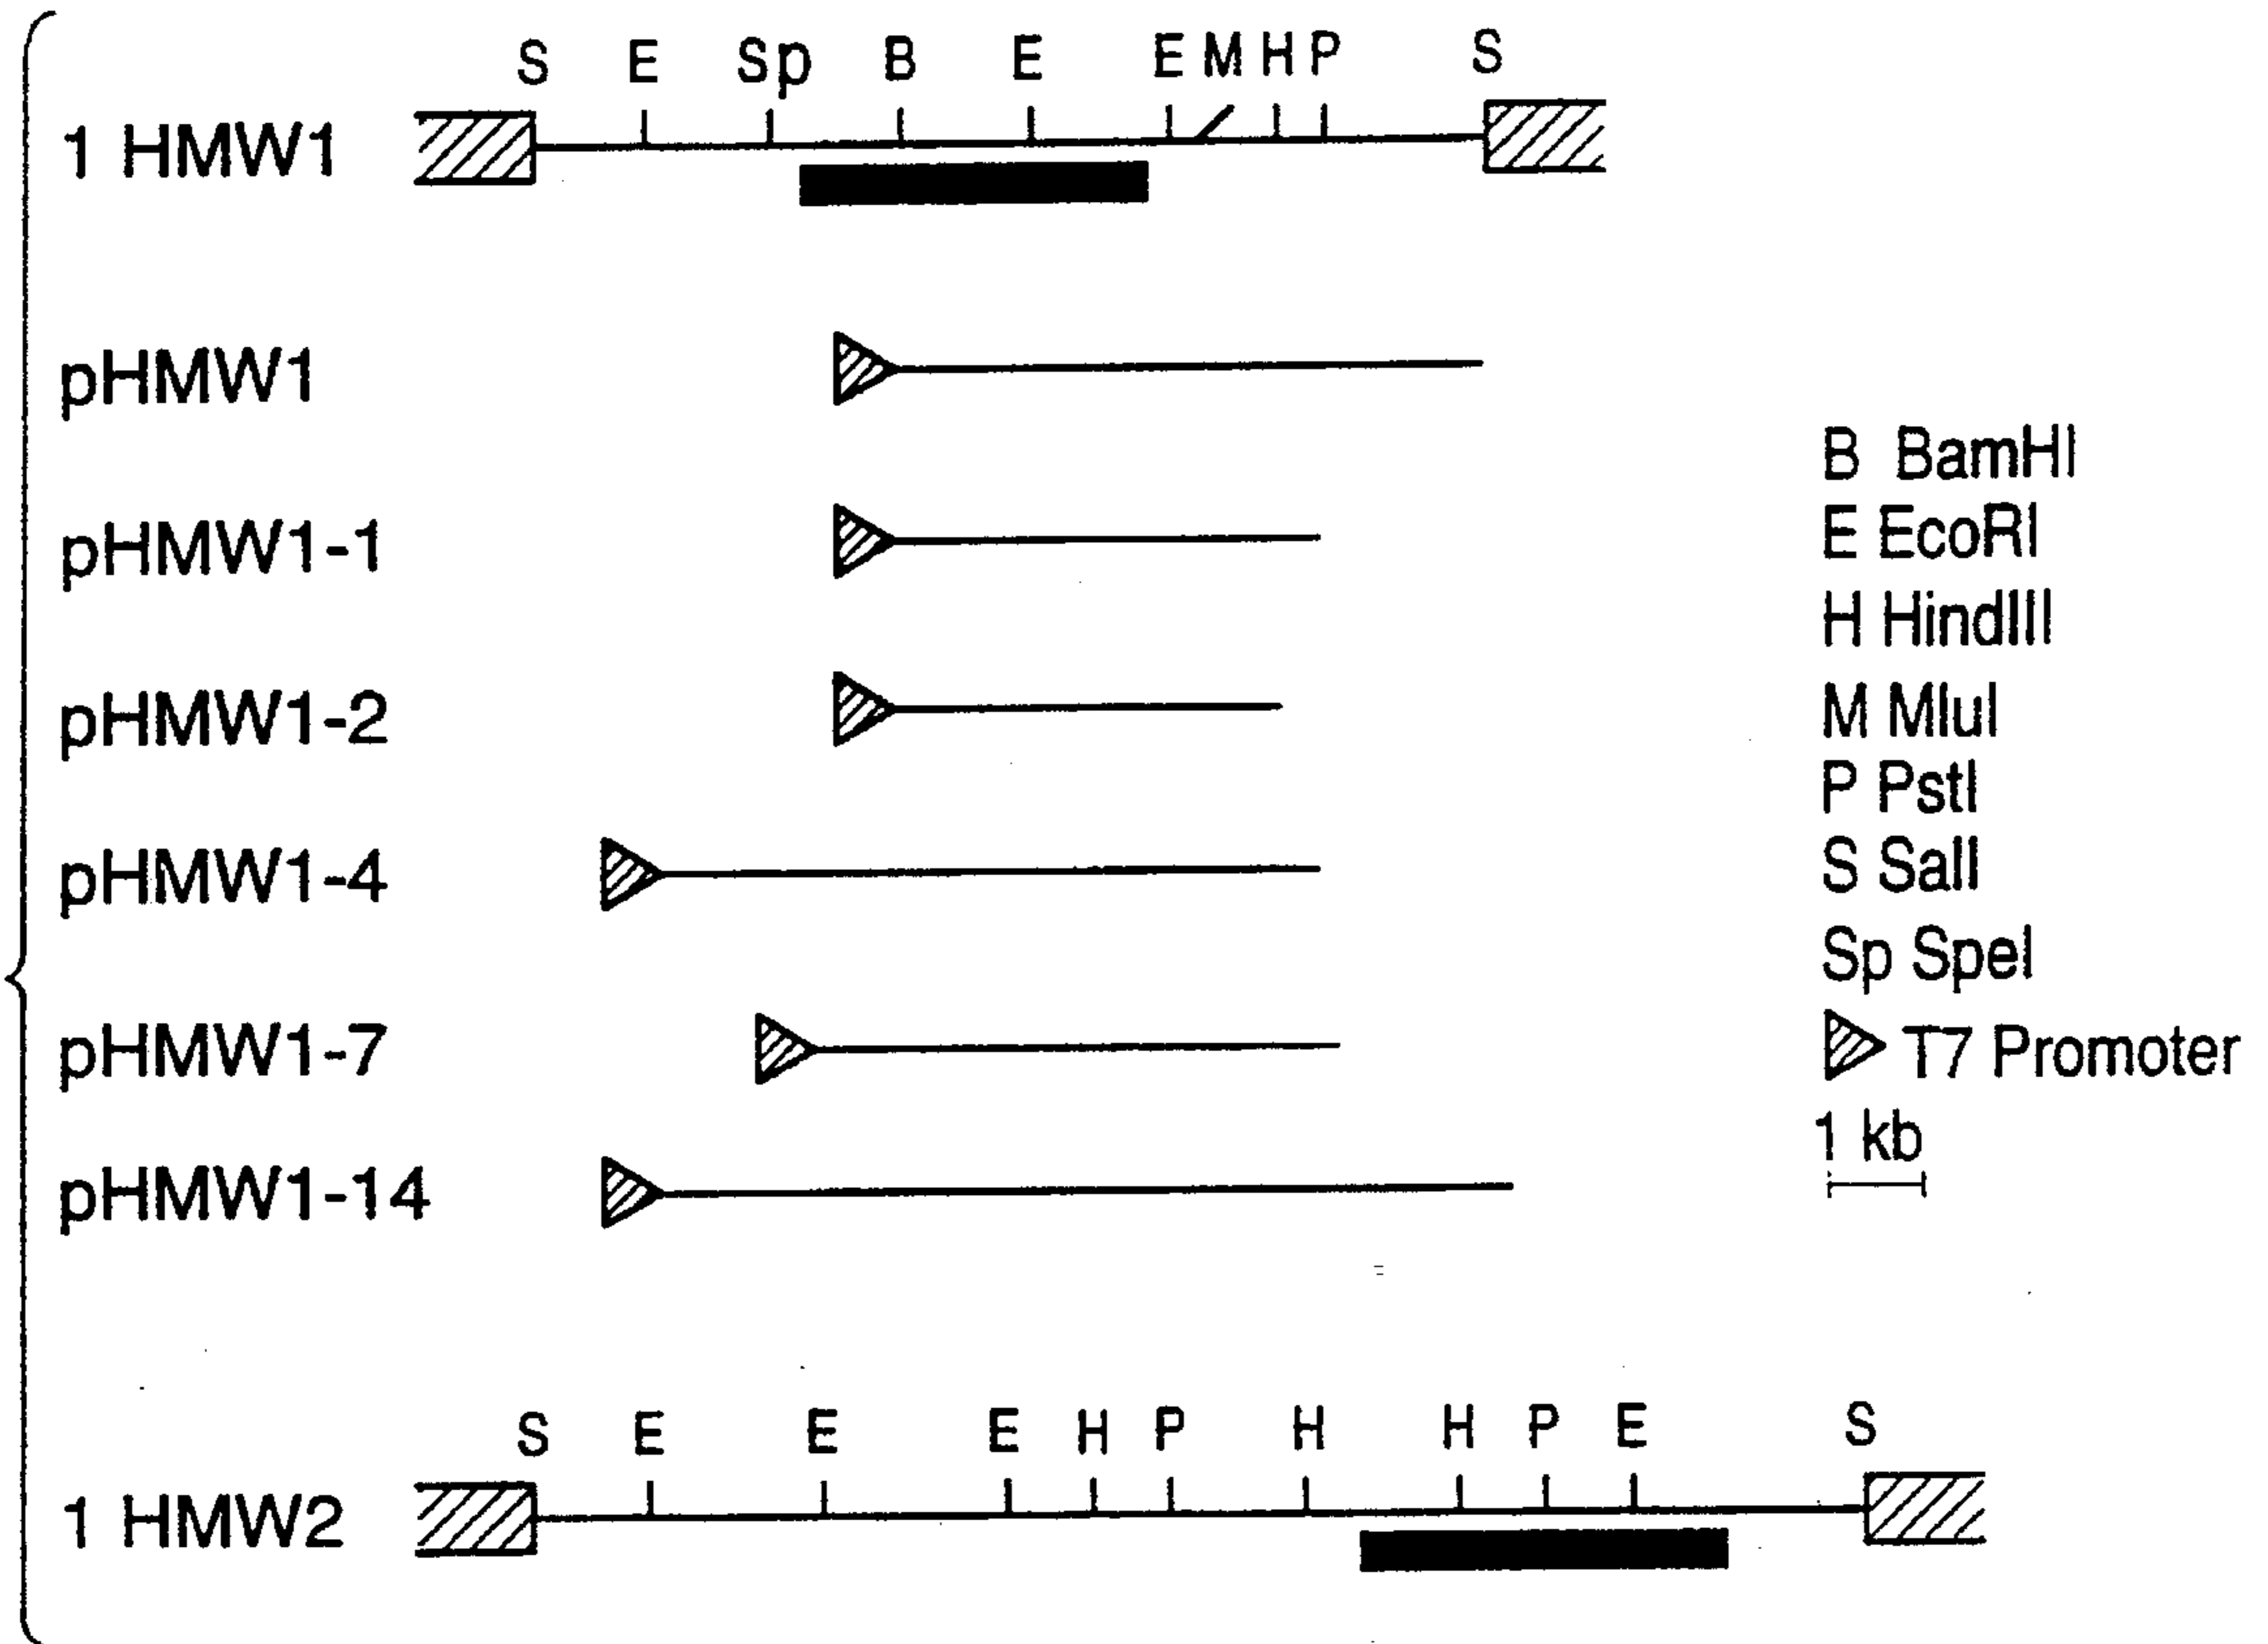 S E Sp B E E M H P S
1 HMW1
pHMW1
pHMW1-1
pHMW1-2
pHMW1-4
pHMW1-7
pHMW1-14
B BamHI
E EcoRI
H HindIII
M MluI
P PstI
S SalI
Sp SpeI
T7 Promoter
1 kb
S E E E H P H H P E S
1 HMW2